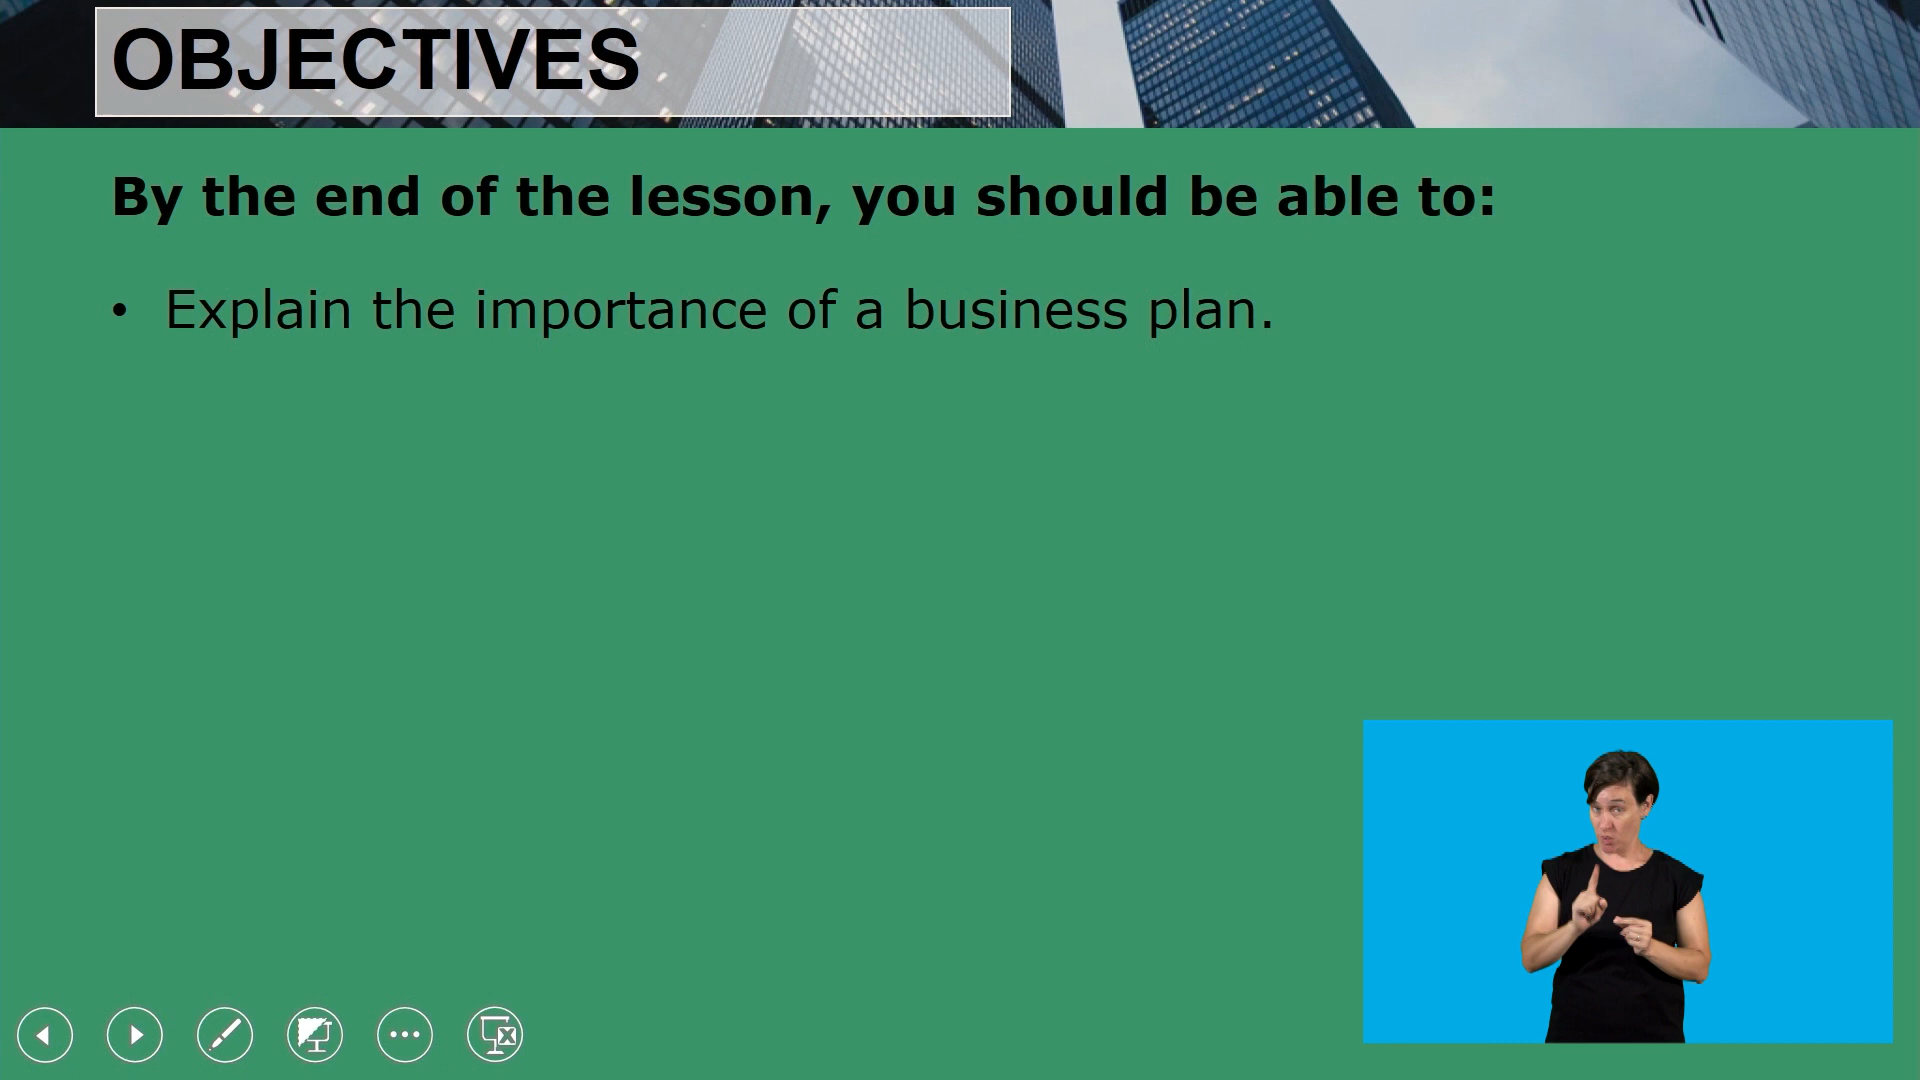 OBJECTIVES
By the end of the lesson, you should be able to:
• Explain the importance of a business plan.